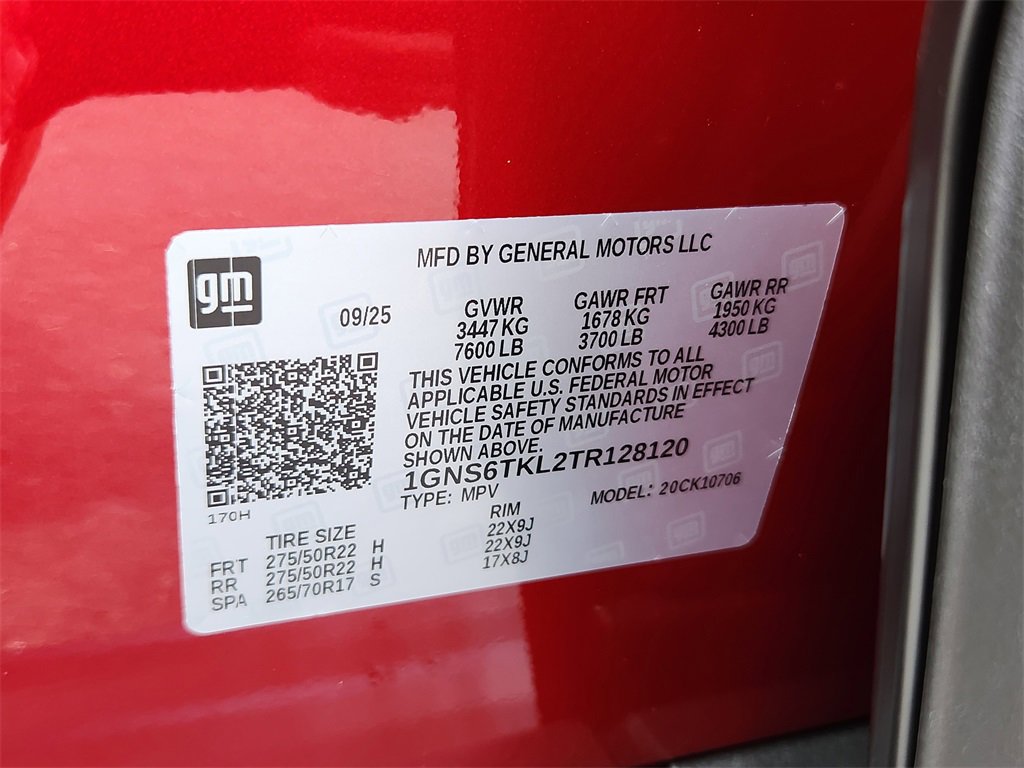 gm
MFD BY GENERAL MOTORS LLC
09/25
GVWR GAWR FRT GAWR RR
3447 KG 1678 KG 1950 KG
7600 LB 3700 LB 4300 LB
THIS VEHICLE CONFORMS TO ALL
APPLICABLE U.S. FEDERAL MOTOR
VEHICLE SAFETY STANDARDS IN EFFECT
ON THE DATE OF MANUFACTURE
SHOWN ABOVE.
1GNS6TKL2TR128120
TYPE: MPV MODEL: 20CK10706
170H
TIRE SIZE RIM
FRT 275/50R22 H 22X9J
RR 275/50R22 H 22X9J
SPA 265/70R17 S 17X8J